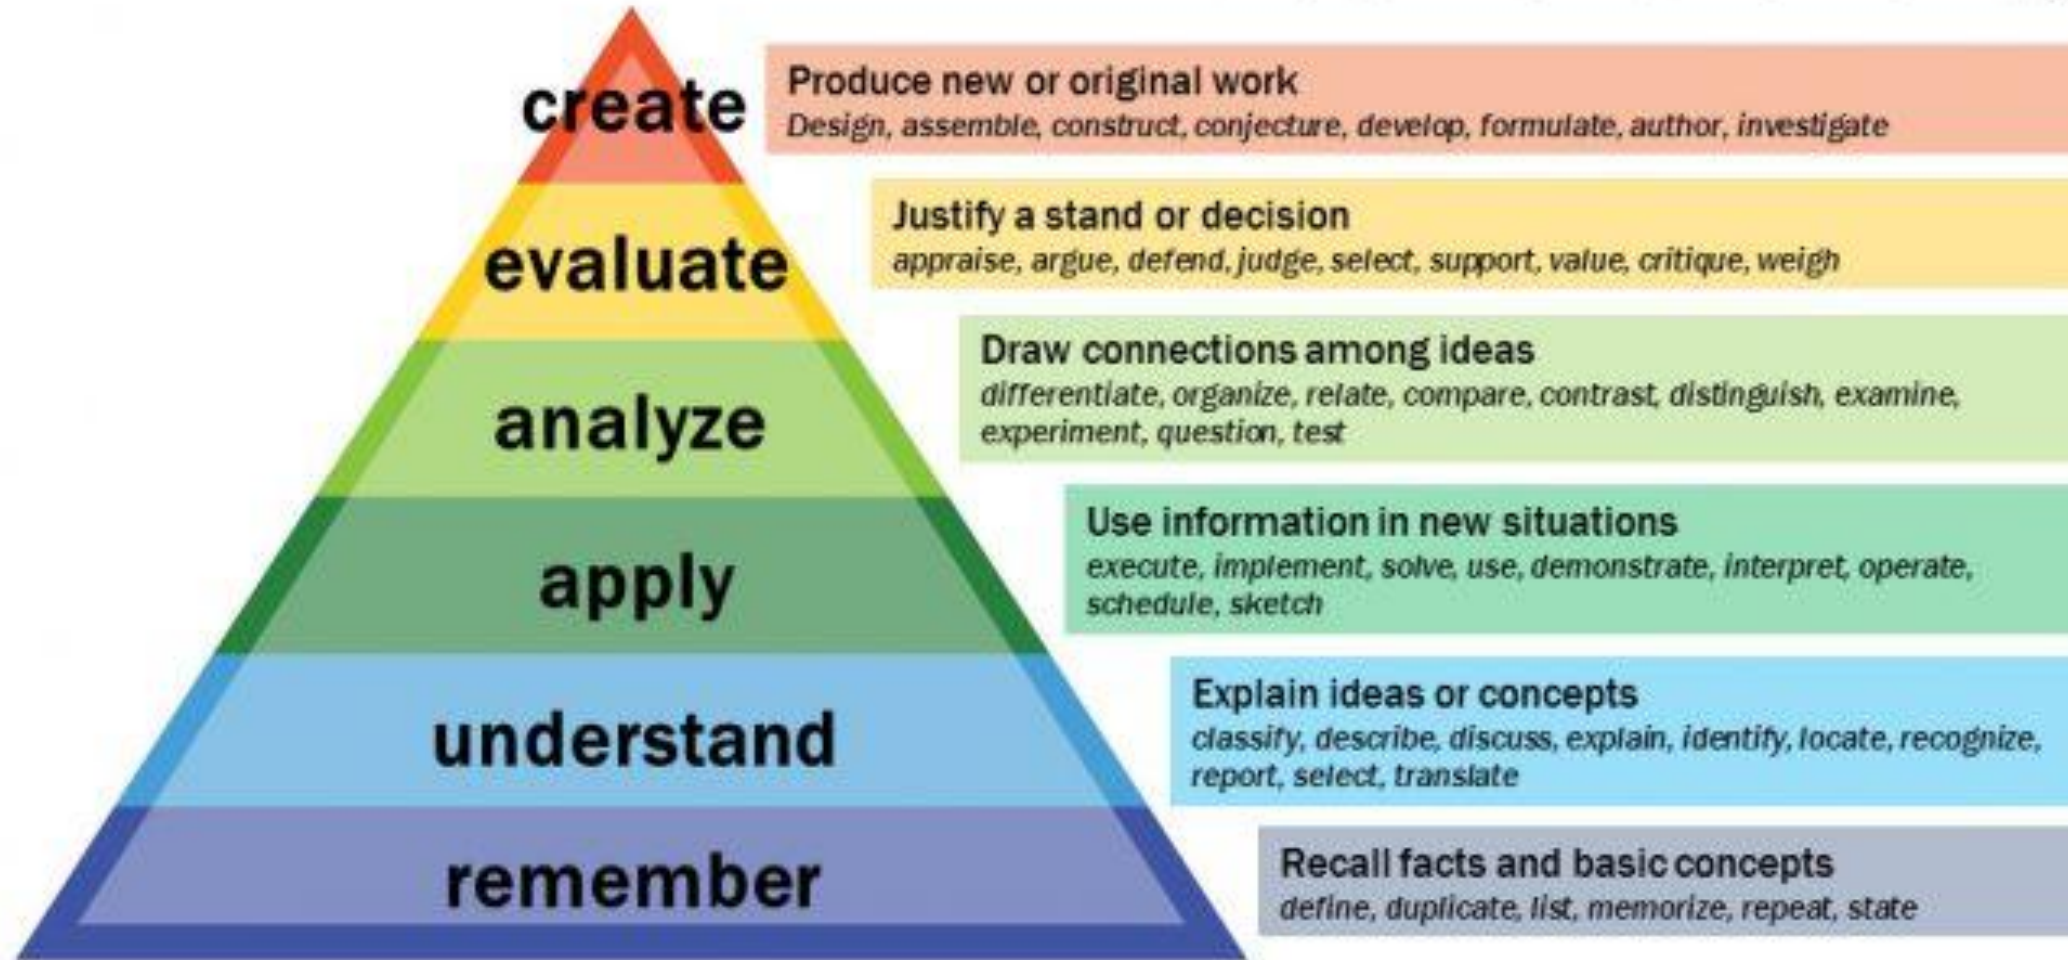 create
Produce new or original work
Design, assemble, construct, conjecture, develop, formulate, author, investigate
evaluate
Justify a stand or decision
appraise, argue, defend, judge, select, support, value, critique, weigh
analyze
Draw connections among ideas
differentiate, organize, relate, compare, contrast, distinguish, examine,
experiment, question, test
apply
Use information in new situations
execute, implement, solve, use, demonstrate, interpret, operate,
schedule, sketch
understand
Explain ideas or concepts
classify, describe, discuss, explain, identify, locate, recognize,
report, select, translate
remember
Recall facts and basic concepts
define, duplicate, list, memorize, repeat, state